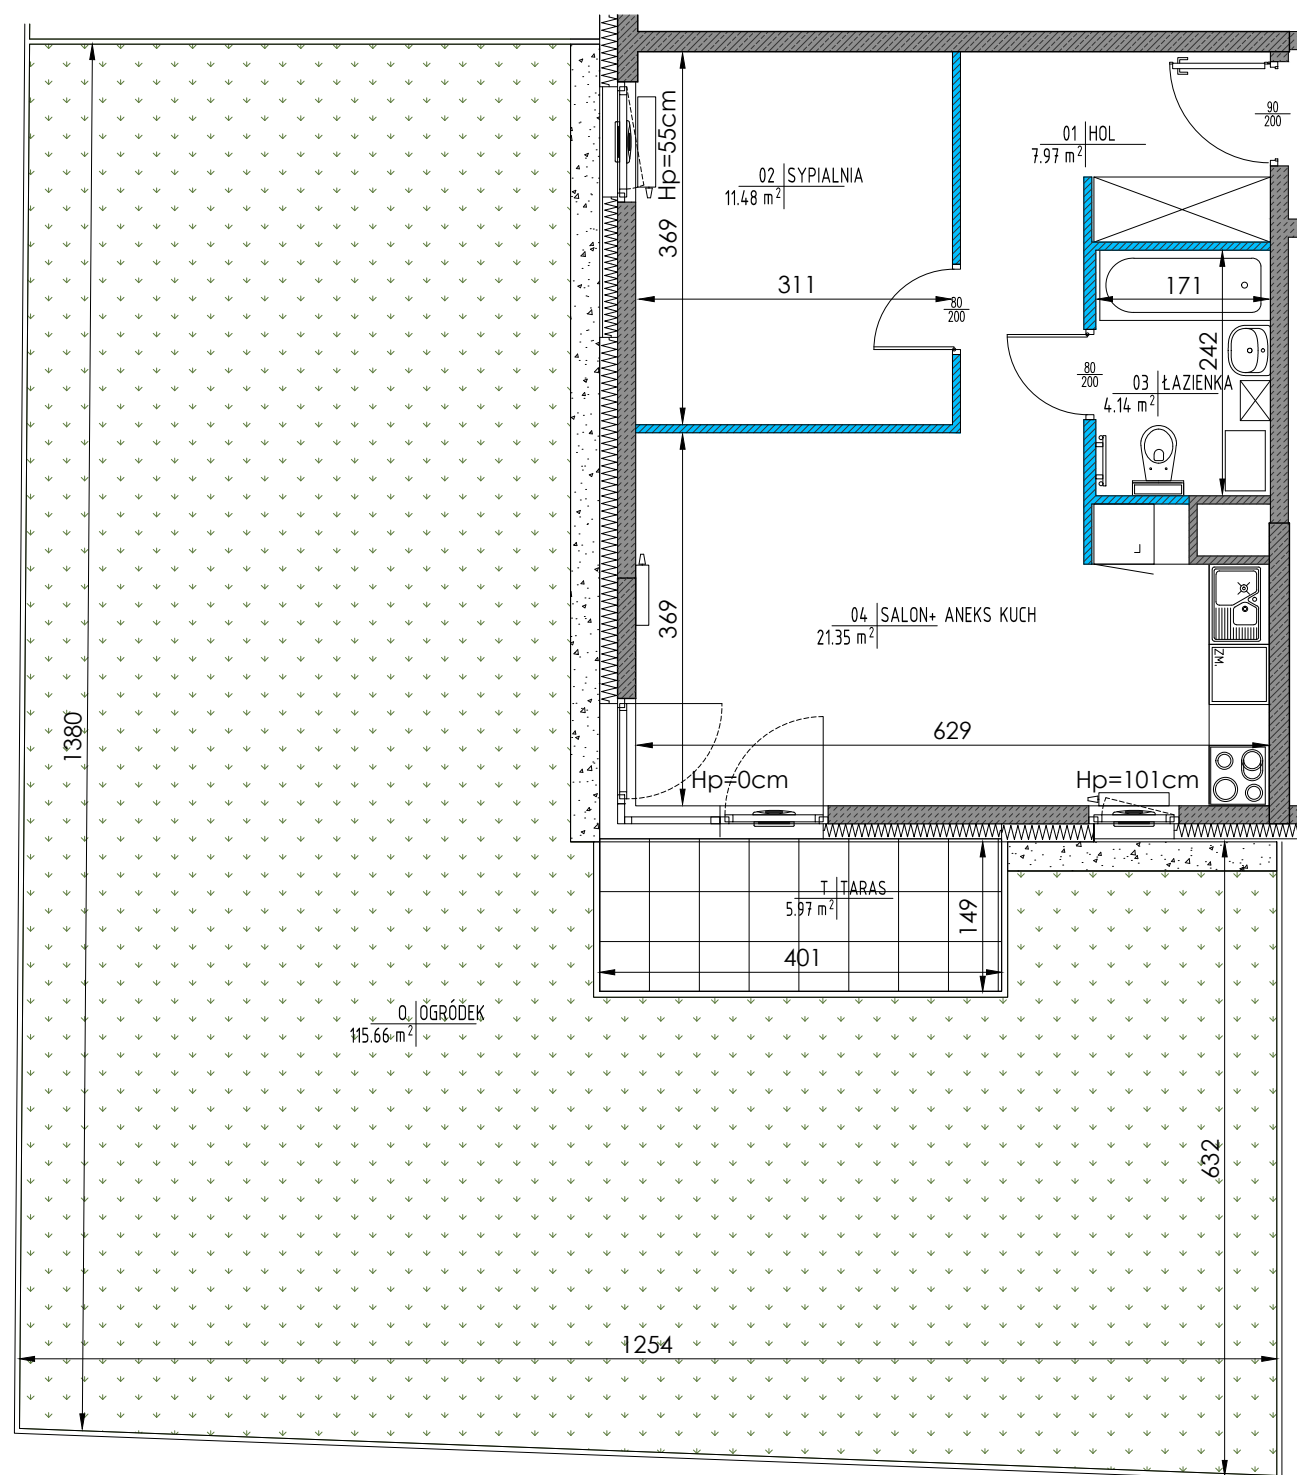 90
200
01 HOL
7.97 m²
Hp=55cm
02 SYPIALNIA
11.48 m²
369
311
80
200
171
242
80
200
03 ŁAZIENKA
4.14 m²
L
369
04 SALON+ ANEKS KUCH
21.35 m²
ZM.
1380
629
Hp=0cm
Hp=101cm
T TARAS
5.97 m²
149
401
O OGRÓDEK
115.66 m²
632
1254